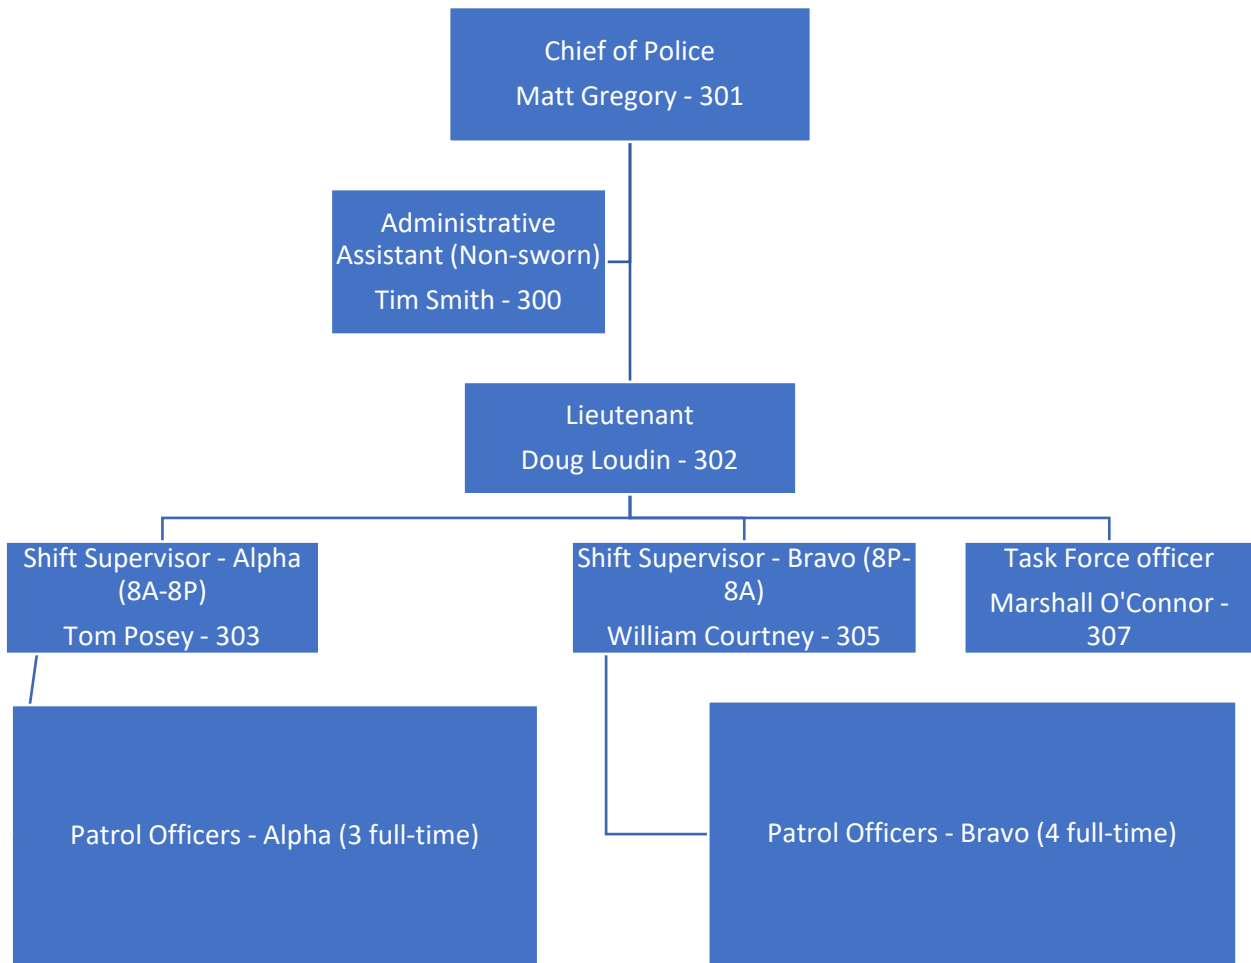 Chief of Police
Matt Gregory - 301
Administrative
Assistant (Non-sworn)
Tim Smith - 300
Lieutenant
Doug Loudin - 302
Shift Supervisor - Alpha
(8A-8P)
Tom Posey - 303
Shift Supervisor - Bravo (8P-
8A)
William Courtney - 305
Task Force officer
Marshall O'Connor -
307
Patrol Officers - Alpha (3 full-time)
Patrol Officers - Bravo (4 full-time)